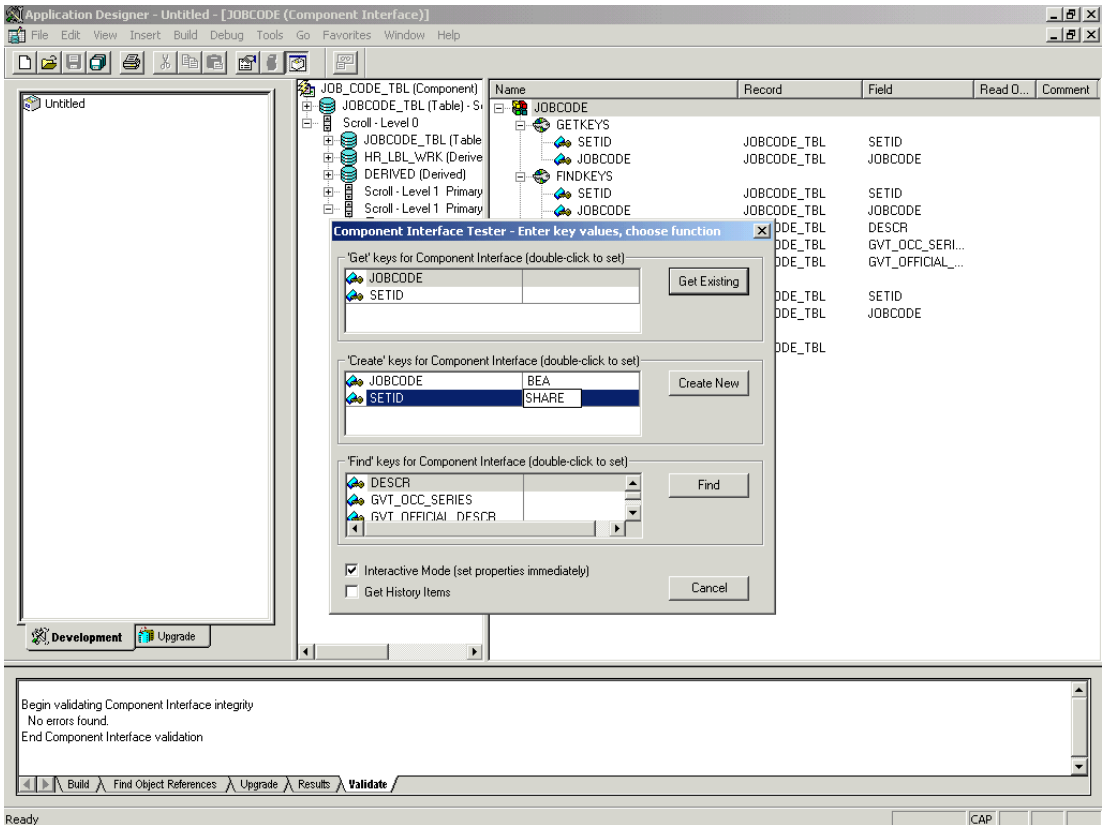 Application Designer - Untitled - [JOBCODE (Component Interface)]
File Edit View Insert Build Debug Tools Go Favorites Window Help
Untitled
Development
Upgrade
JOB_CODE_TBL (Component)
JOBCODE_TBL (Table) - S
Scroll - Level 0
JOBCODE_TBL (Table
HR_LBL_WRK (Derive
DERIVED (Derived)
Scroll - Level 1 Primary
Scroll - Level 1 Primary
Name Record Field Read O... Comment
JOBCODE
GETKEYS
SETID JOBCODE_TBL SETID
JOBCODE JOBCODE_TBL JOBCODE
FINDKEYS
SETID JOBCODE_TBL SETID
JOBCODE JOBCODE_TBL JOBCODE
DE_TBL DESCR
DE_TBL GVT_OCC_SERI...
DE_TBL GVT_OFFICIAL_...
DE_TBL SETID
DE_TBL JOBCODE
DE_TBL
Component Interface Tester - Enter key values, choose function
'Get' keys for Component Interface (double-click to set)
JOBCODE
SETID
Get Existing
'Create' keys for Component Interface (double-click to set)
JOBCODE BEA
SETID SHARE
Create New
'Find' keys for Component Interface (double-click to set)
DESCR
GVT_OCC_SERIES
GVT_OFFICIAL_DESCR
Find
Interactive Mode (set properties immediately)
Get History Items
Cancel
Begin validating Component Interface integrity
No errors found.
End Component Interface validation
Build Find Object References Upgrade Results Validate
Ready CAP